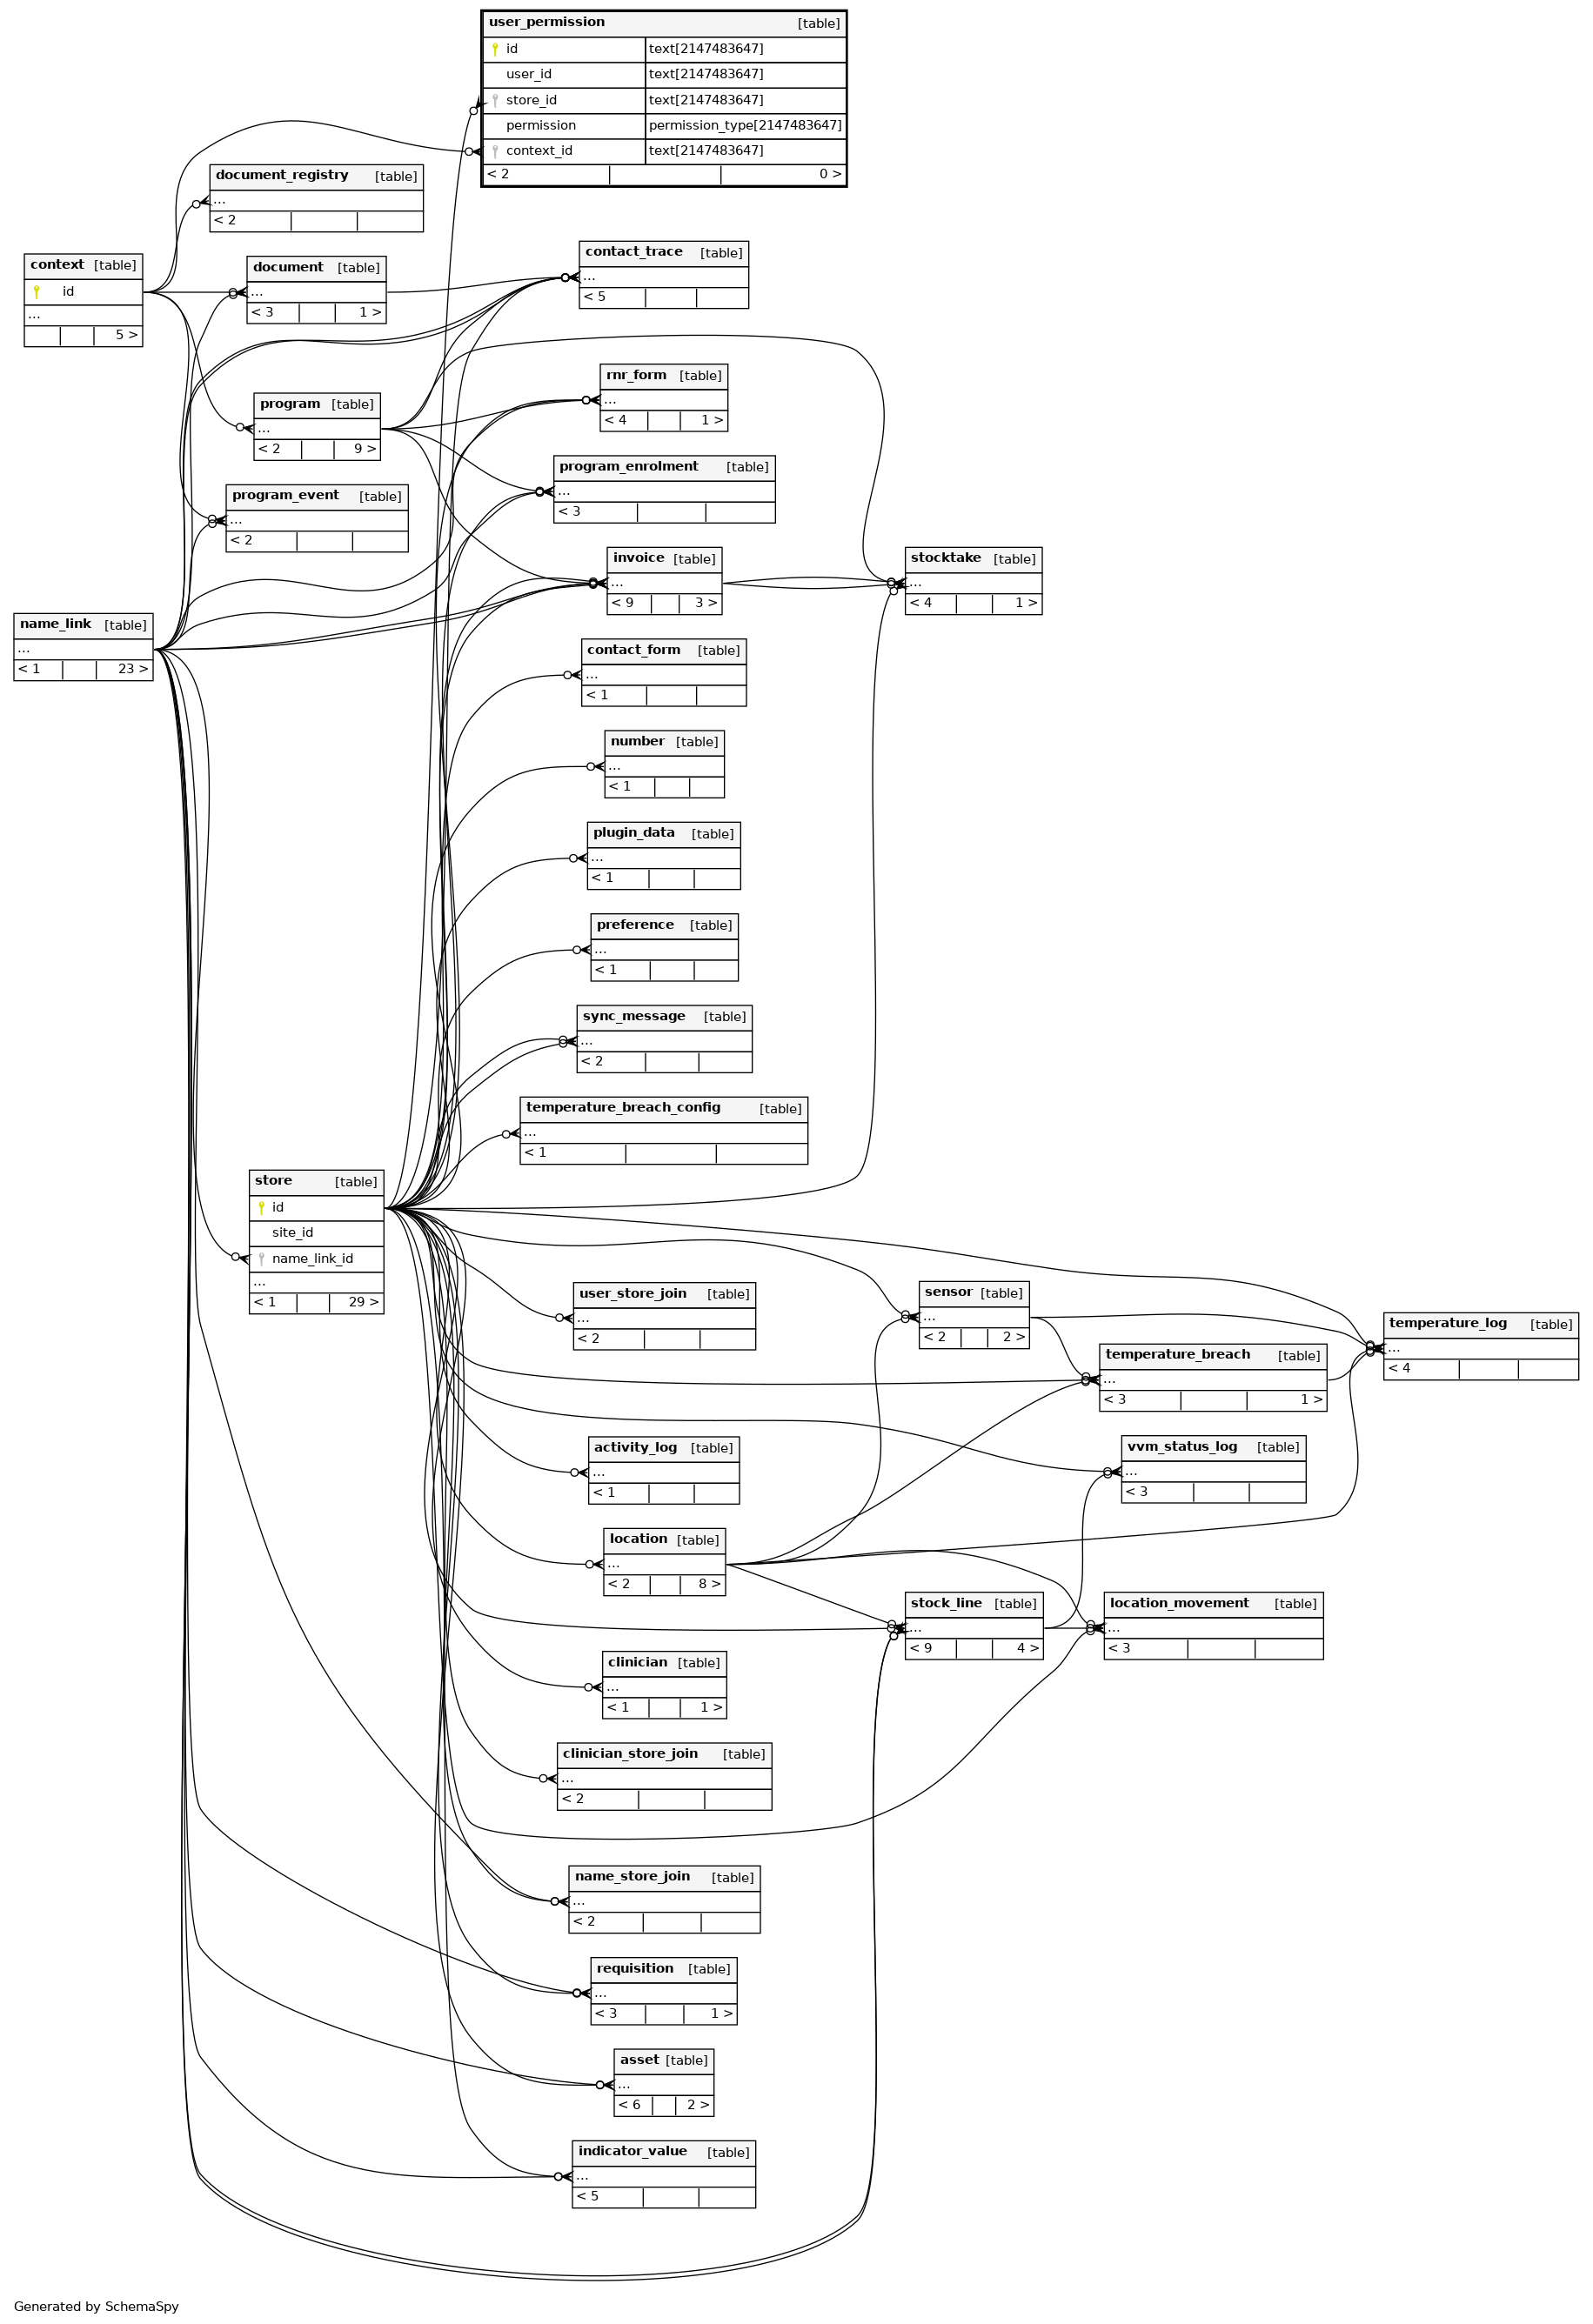 user_permission [table]
id text[2147483647]
user_id text[2147483647]
store_id text[2147483647]
permission permission_type[2147483647]
context_id text[2147483647]
< 2 0 >
document_registry [table]
...
< 2
context [table]
id
...
5 >
document [table]
...
< 3 1 >
contact_trace [table]
...
< 5
program [table]
...
< 2 9 >
rnr_form [table]
...
< 4 1 >
program_event [table]
...
< 2
program_enrolment [table]
...
< 3
invoice [table]
...
< 9 3 >
stocktake [table]
...
< 4 1 >
name_link [table]
...
< 1 23 >
contact_form [table]
...
< 1
number [table]
...
< 1
plugin_data [table]
...
< 1
preference [table]
...
< 1
sync_message [table]
...
< 2
temperature_breach_config [table]
...
< 1
store [table]
id
site_id
name_link_id
...
< 1 29 >
user_store_join [table]
...
< 2
sensor [table]
...
< 2 2 >
temperature_log [table]
...
< 4
temperature_breach [table]
...
< 3 1 >
activity_log [table]
...
< 1
vvm_status_log [table]
...
< 3
location [table]
...
< 2 8 >
stock_line [table]
...
< 9 4 >
location_movement [table]
...
< 3
clinician [table]
...
< 1 1 >
clinician_store_join [table]
...
< 2
name_store_join [table]
...
< 2
requisition [table]
...
< 3 1 >
asset [table]
...
< 6 2 >
indicator_value [table]
...
< 5
Generated by SchemaSpy